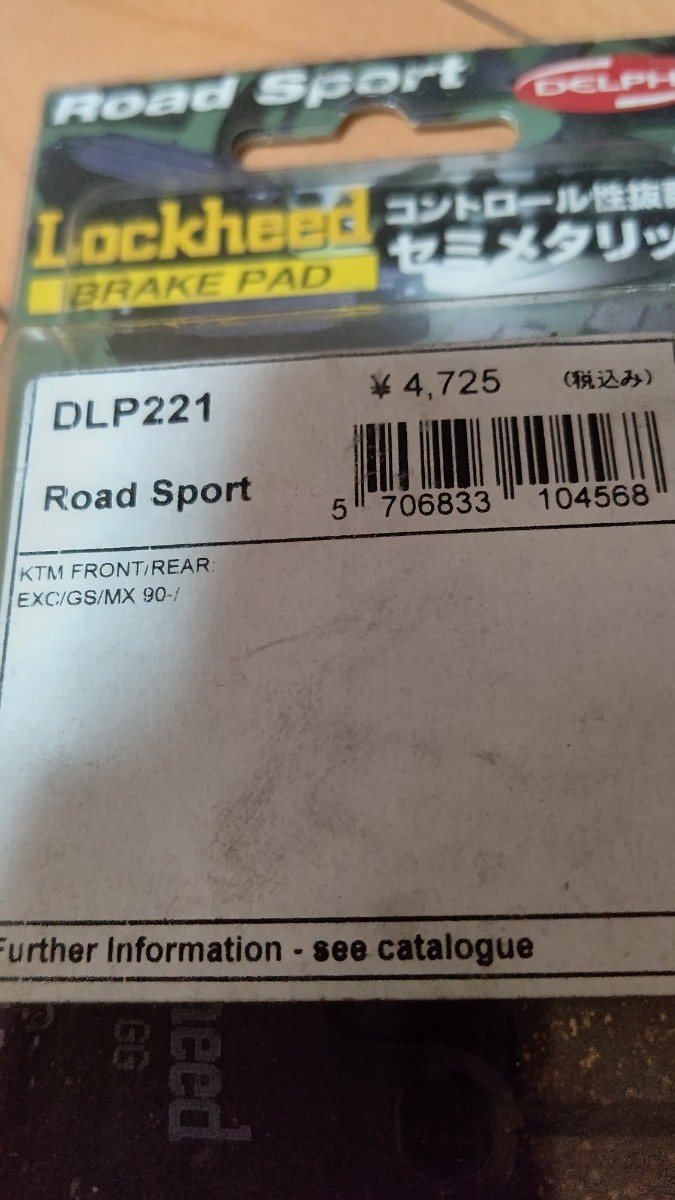 Road Sport
DELPH
Lockheed
BRAKE PAD
コントロール性抜群
セミメタリッ
DLP221
¥ 4,725 (税込み)
Road Sport
5 706833 104568
KTM FRONT/REAR:
EXC/GS/MX 90-/
Further Information - see catalogue
GG
heed